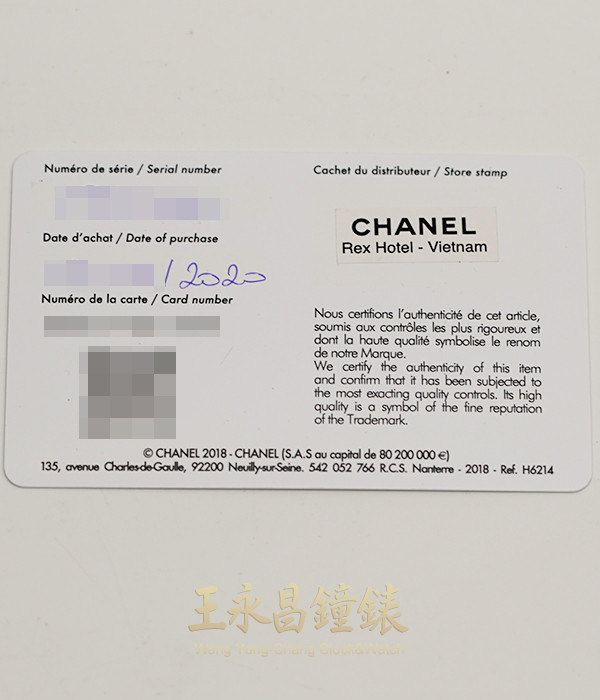 Numéro de série / Serial number
Cachet du distributeur / Store stamp
CHANEL
Rex Hotel - Vietnam
Date d'achat / Date of purchase
/2020
Numéro de la carte / Card number
Nous certifions l'authenticité de cet article,
soumis aux contrôles les plus rigoureux et
dont la haute qualité symbolise le renom
de notre Marque.
We certify the authenticity of this item
and confirm that it has been subjected to
the most exacting quality controls. Its high
quality is a symbol of the fine reputation
of the Trademark.
© CHANEL 2018 - CHANEL (S.A.S au capital de 80 200 000 €)
135, avenue Charles-de-Gaulle, 92200 Neuilly-sur-Seine. 542 052 766 R.C.S. Nanterre - 2018 - Ref. H6214
王永昌鐘錶